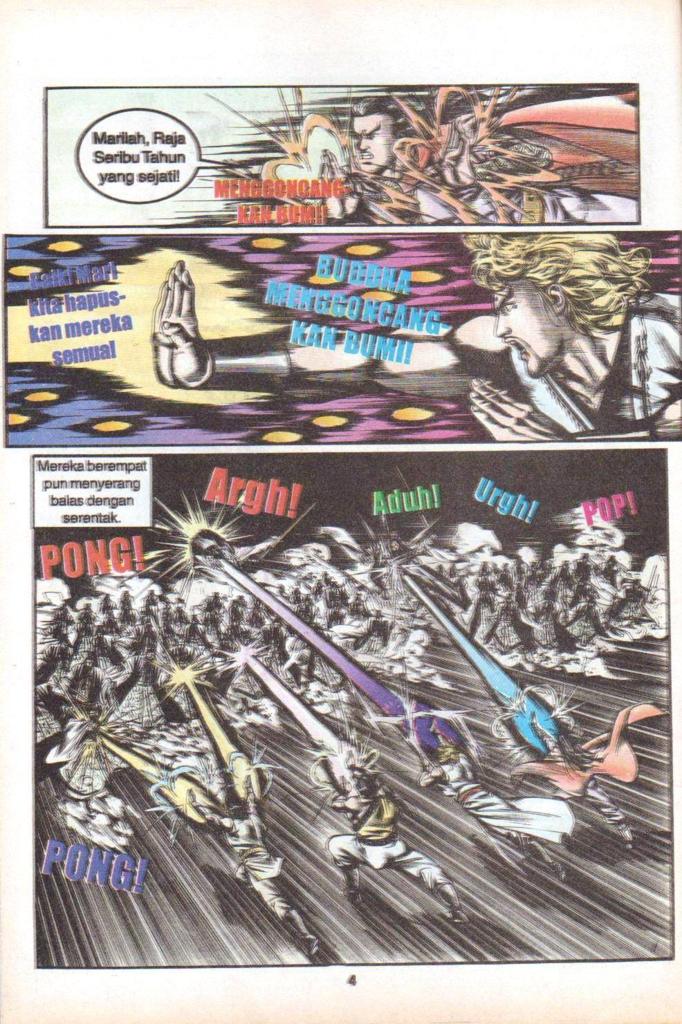 Marilah, Raja
Seribu Tahun
yang sejati!
MENGGONCANG-
KAN BUMI!
Baik! Mari
kita hapus-
kan mereka
semua!
BUDDHA
MENGGONCANG-
KAN BUMI!
Mereka berempat
pun menyerang
balas dengan
serentak.
Argh!
Aduh!
Urgh!
POP!
PONG!
PONG!
4